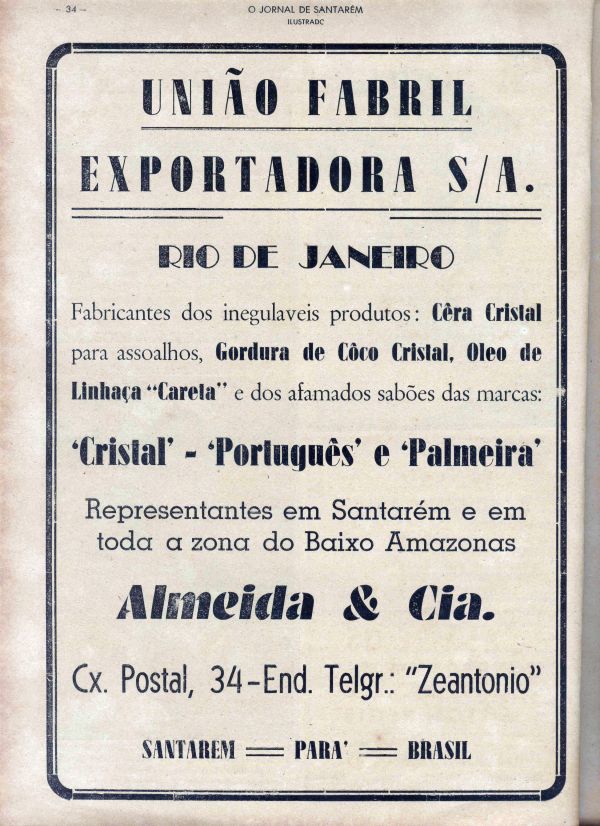 – 34 –
O JORNAL DE SANTARÉM
ILUSTRADO
UNIÃO FABRIL
EXPORTADORA S/A.
RIO DE JANEIRO
Fabricantes dos inegulaveis produtos: Cêra Cristal
para assoalhos, Gordura de Côco Cristal, Oleo de
Linhaça "Careta" e dos afamados sabões das marcas:
'Cristal' - 'Português' e 'Palmeira'
Representantes em Santarém e em
toda a zona do Baixo Amazonas
Almeida & Cia.
Cx. Postal, 34-End. Telgr.: "Zeantonio"
SANTAREM == PARA' == BRASIL